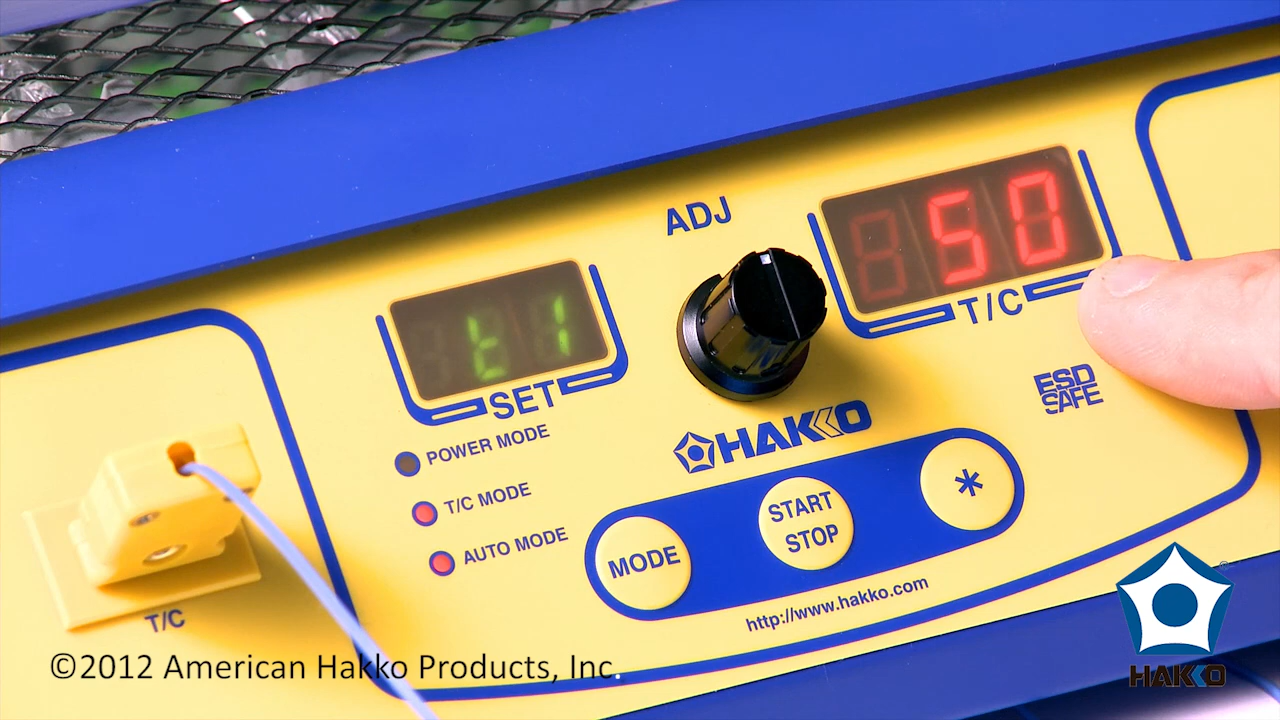 ADJ
50
T/C
t1
SET
ESD
SAFE
HAKKO
POWER MODE
T/C MODE
AUTO MODE
MODE
START
STOP
*
http://www.hakko.com
T/C
©2012 American Hakko Products, Inc.
®
HAKKO